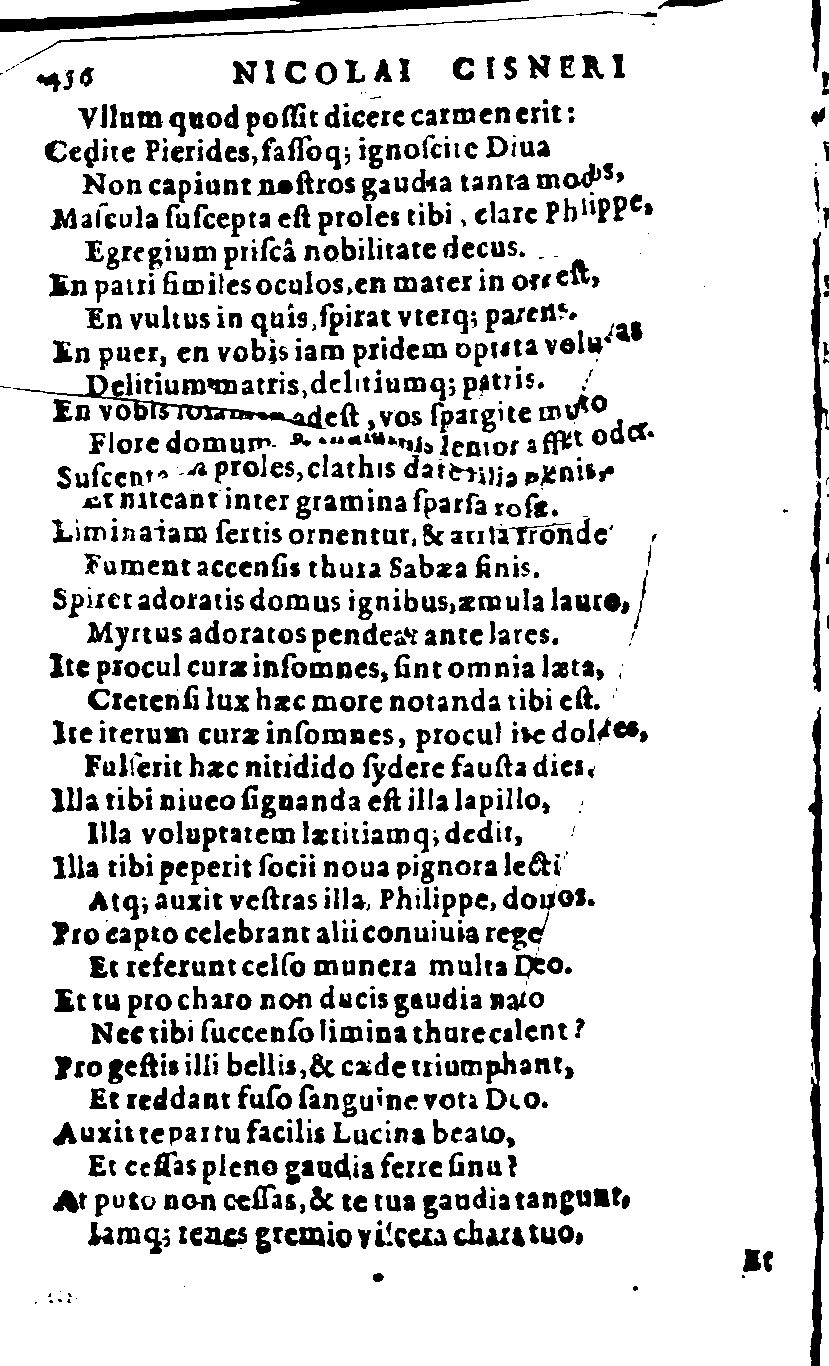 456 NICOLAI CISNERI
Vllum quod poſſit dicere carmen erit:
Cedite Pierides, faſſoq; ignoſcite Diua
Non capiunt noſtros gaudia tanta modos,
Maſcula ſuſcepta eſt proles tibi, clare Philippe,
Egregium priſcâ nobilitate decus.
En patri ſimiles oculos, en mater in ore eſt,
En vultus in quîs, ſpirat vterq; parens.
En puer, en vobis iam pridem optata voluptas
Delitium matris, delitiumq; patris.
En vobis adeſt, vos ſpargite
Flore domum. lenior afflet odor.
proles, clathis date lilia plenis,
Et niteant inter gramina ſparſa roſæ.
Limina iam ſertis ornentur, & atria fronde
Fument accenſis thura Sabæa finis.
Spiret adoratis domus ignibus, æmula lauro,
Myrtus adoratos pendeat ante lares.
Ite procul curæ inſomnes, ſint omnia læta,
Cretenſi lux hæc more notanda tibi eſt.
Ite iterum curæ inſomnes, procul ite dolores,
Fulſerit hæc nitidido ſydere fauſta dies.
Illa tibi niueo ſignanda eſt illa lapillo,
Illa voluptatem lætitiamq; dedit,
Illa tibi peperit ſocii noua pignora lecti
Atq; auxit veſtras illa, Philippe, domos.
Pro capto celebrant alii conuiuia rege
Et referunt celſo munera multa Deo.
Et tu pro charo non ducis gaudia nato
Nec tibi ſuccenſo limina thure calent?
Pro geſtis illi bellis, & cæde triumphant,
Et reddant fuſo ſanguine vota Deo.
Auxit te partu facilis Lucina beato,
Et ceſſas pleno gaudia ferre ſinu?
At puto non ceſſas, & te tua gaudia tangunt,
Iamq; tenes gremio viſcera chara tuo,
Et